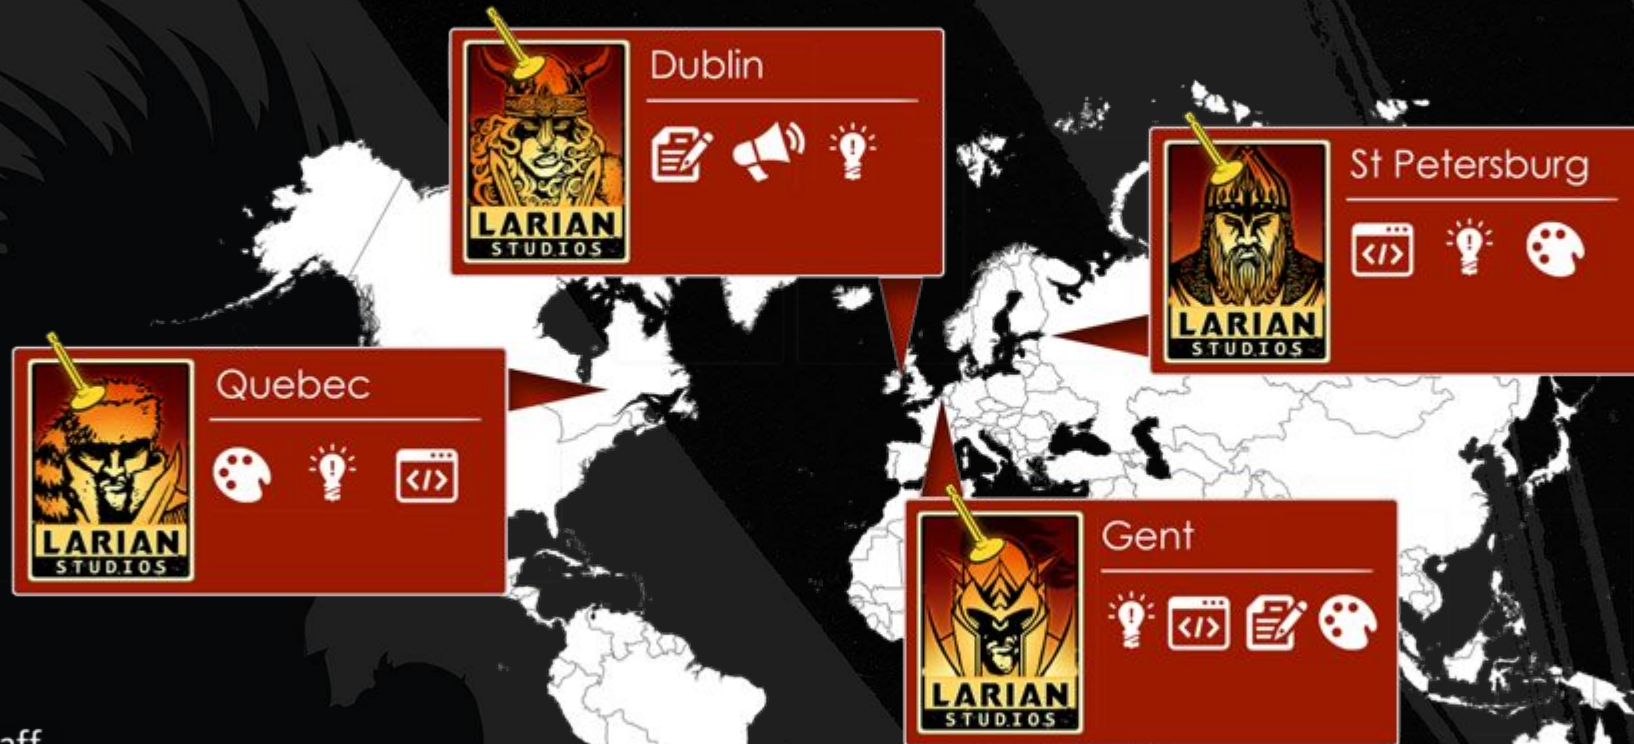 Dublin
LARIAN
STUDIOS
St Petersburg
LARIAN
STUDIOS
Quebec
LARIAN
STUDIOS
Gent
LARIAN
STUDIOS